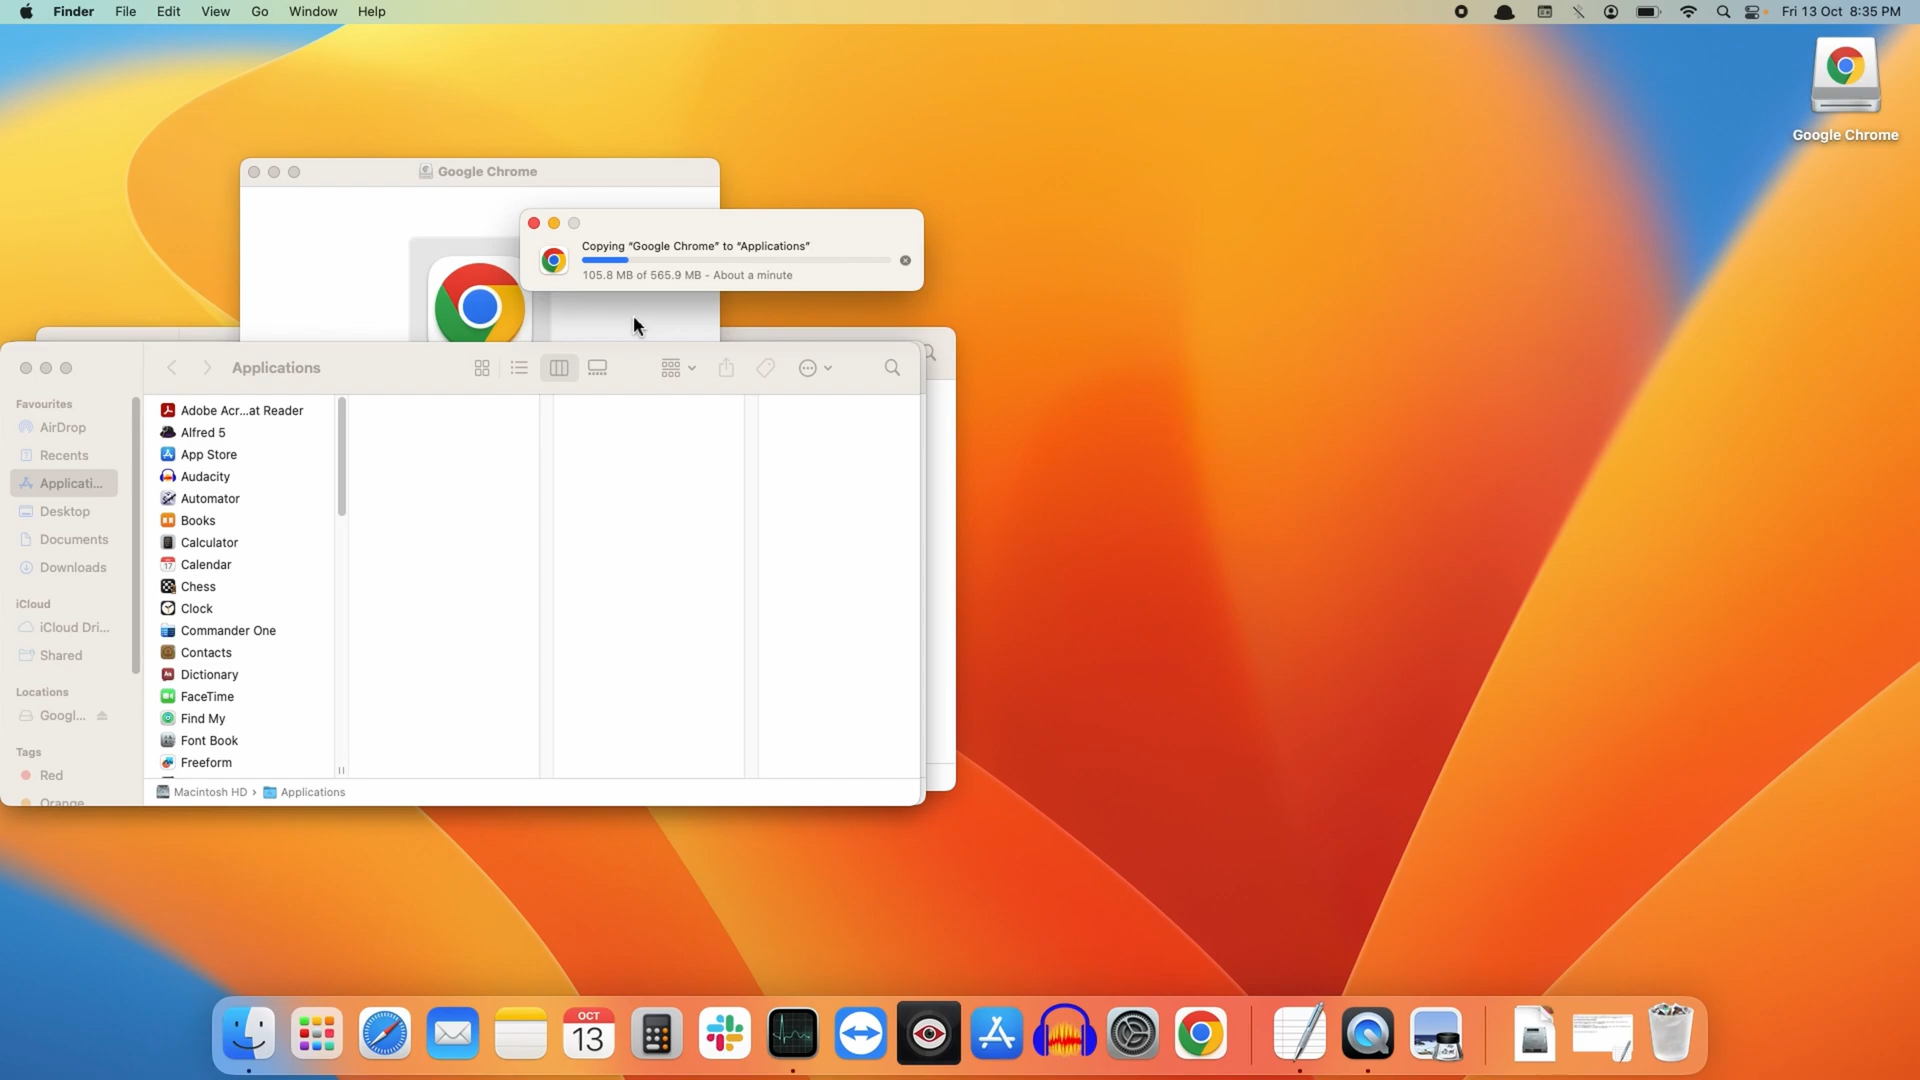 Finder File Edit View Go Window Help
Fri 13 Oct 8:35 PM
Google Chrome
Google Chrome
Copying "Google Chrome" to "Applications"
105.8 MB of 565.9 MB - About a minute
Applications
Favourites
AirDrop
Recents
Applicati...
Desktop
Documents
Downloads
iCloud
iCloud Dri...
Shared
Locations
Googl...
Tags
Red
Orange
Adobe Acr...at Reader
Alfred 5
App Store
Audacity
Automator
Books
Calculator
Calendar
Chess
Clock
Commander One
Contacts
Dictionary
FaceTime
Find My
Font Book
Freeform
Macintosh HD › Applications
OCT
13